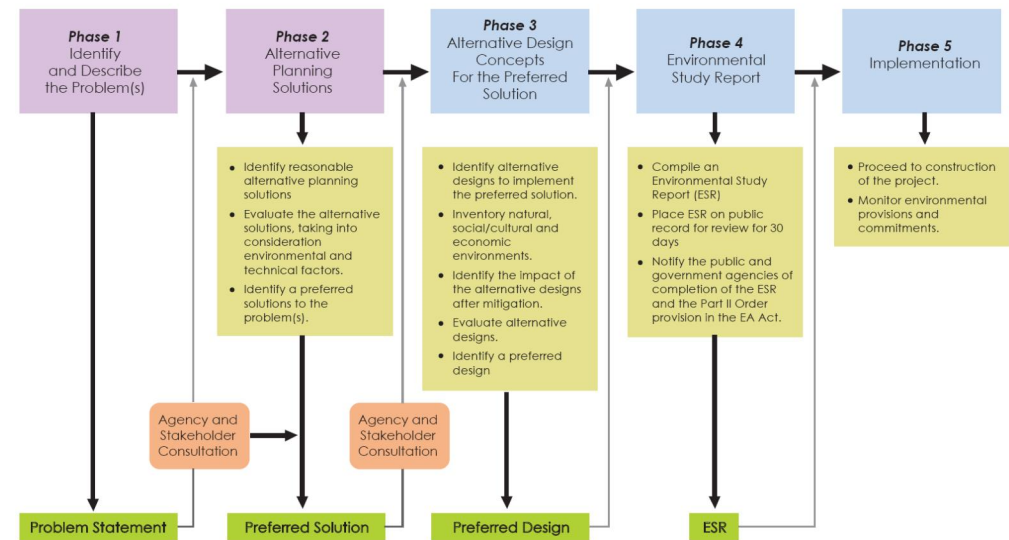 Phase 1
Identify
and Describe
the Problem(s)
Phase 2
Alternative
Planning
Solutions
Phase 3
Alternative Design
Concepts
For the Preferred
Solution
Phase 4
Environmental
Study Report
Phase 5
Implementation
• Identify reasonable
alternative planning
solutions
• Evaluate the alternative
solutions, taking into
consideration
environmental and
technical factors.
• Identify a preferred
solutions to the
problem(s).
• Identify alternative
designs to implement
the preferred solution.
• Inventory natural,
social/cultural and
economic
environments.
• Identify the impact of
the alternative designs
after mitigation.
• Evaluate alternative
designs.
• Identify a preferred
design
• Compile an
Environmental Study
Report (ESR)
• Place ESR on public
record for review for 30
days
• Notify the public and
government agencies of
completion of the ESR
and the Part II Order
provision in the EA Act.
• Proceed to construction
of the project.
• Monitor environmental
provisions and
commitments.
Agency and
Stakeholder
Consultation
Agency and
Stakeholder
Consultation
Problem Statement
Preferred Solution
Preferred Design
ESR